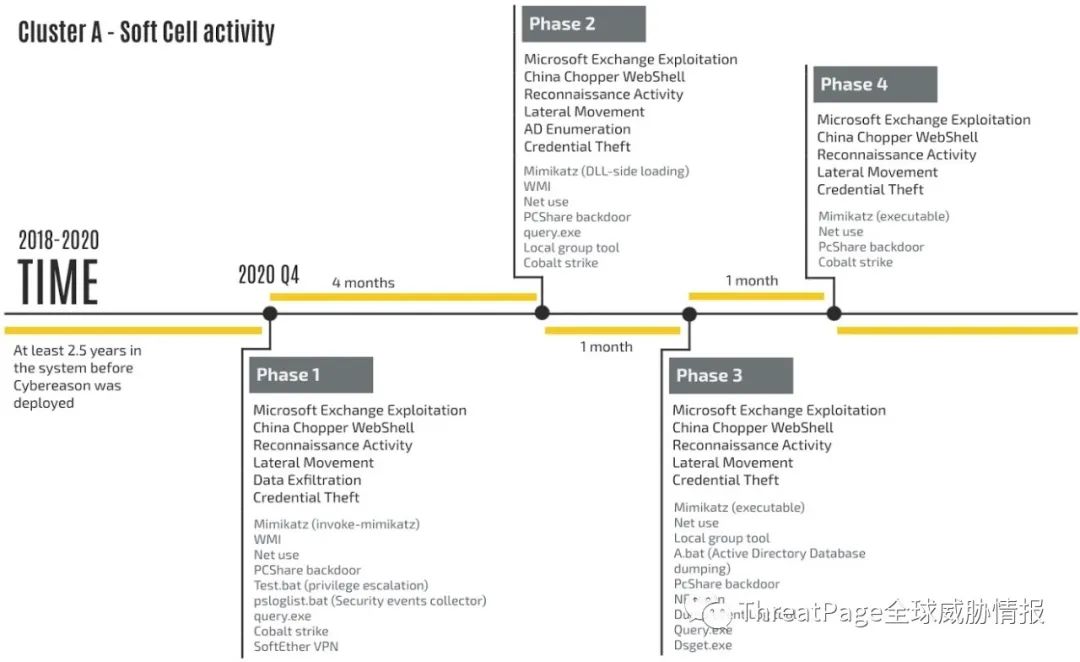 Cluster A - Soft Cell activity
2018-2020
TIME
At least 2.5 years in
the system before
Cybereason was
deployed
2020 Q4
4 months
Phase 1
Microsoft Exchange Exploitation
China Chopper WebShell
Reconnaissance Activity
Lateral Movement
Data Exfiltration
Credential Theft
Mimikatz (invoke-mimikatz)
WMI
Net use
PCShare backdoor
Test.bat (privilege escalation)
psloglist.bat (Security events collector)
query.exe
Cobalt strike
SoftEther VPN
Phase 2
Microsoft Exchange Exploitation
China Chopper WebShell
Reconnaissance Activity
Lateral Movement
AD Enumeration
Credential Theft
Mimikatz (DLL-side loading)
WMI
Net use
PCShare backdoor
query.exe
Local group tool
Cobalt strike
1 month
Phase 3
Microsoft Exchange Exploitation
China Chopper WebShell
Reconnaissance Activity
Lateral Movement
Credential Theft
Mimikatz (executable)
Net use
Local group tool
A.bat (Active Directory Database
dumping)
PcShare backdoor
Query.exe
Dsget.exe
1 month
Phase 4
Microsoft Exchange Exploitation
China Chopper WebShell
Reconnaissance Activity
Lateral Movement
Credential Theft
Mimikatz (executable)
Net use
PcShare backdoor
Cobalt strike
ThreatPage全球威胁情报